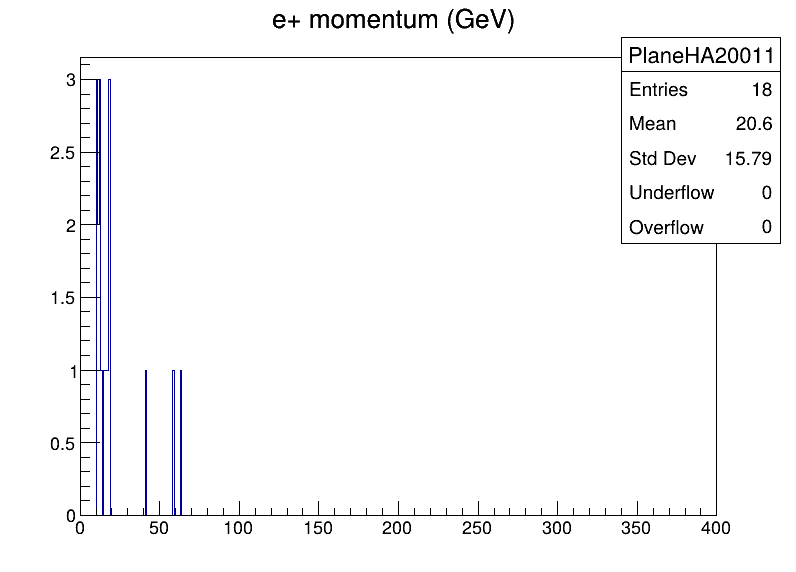 e+ momentum (GeV)
PlaneHA20011
Entries 18
Mean 20.6
Std Dev 15.79
Underflow 0
Overflow 0
3
2.5
2
1.5
1
0.5
0
0 50 100 150 200 250 300 350 400